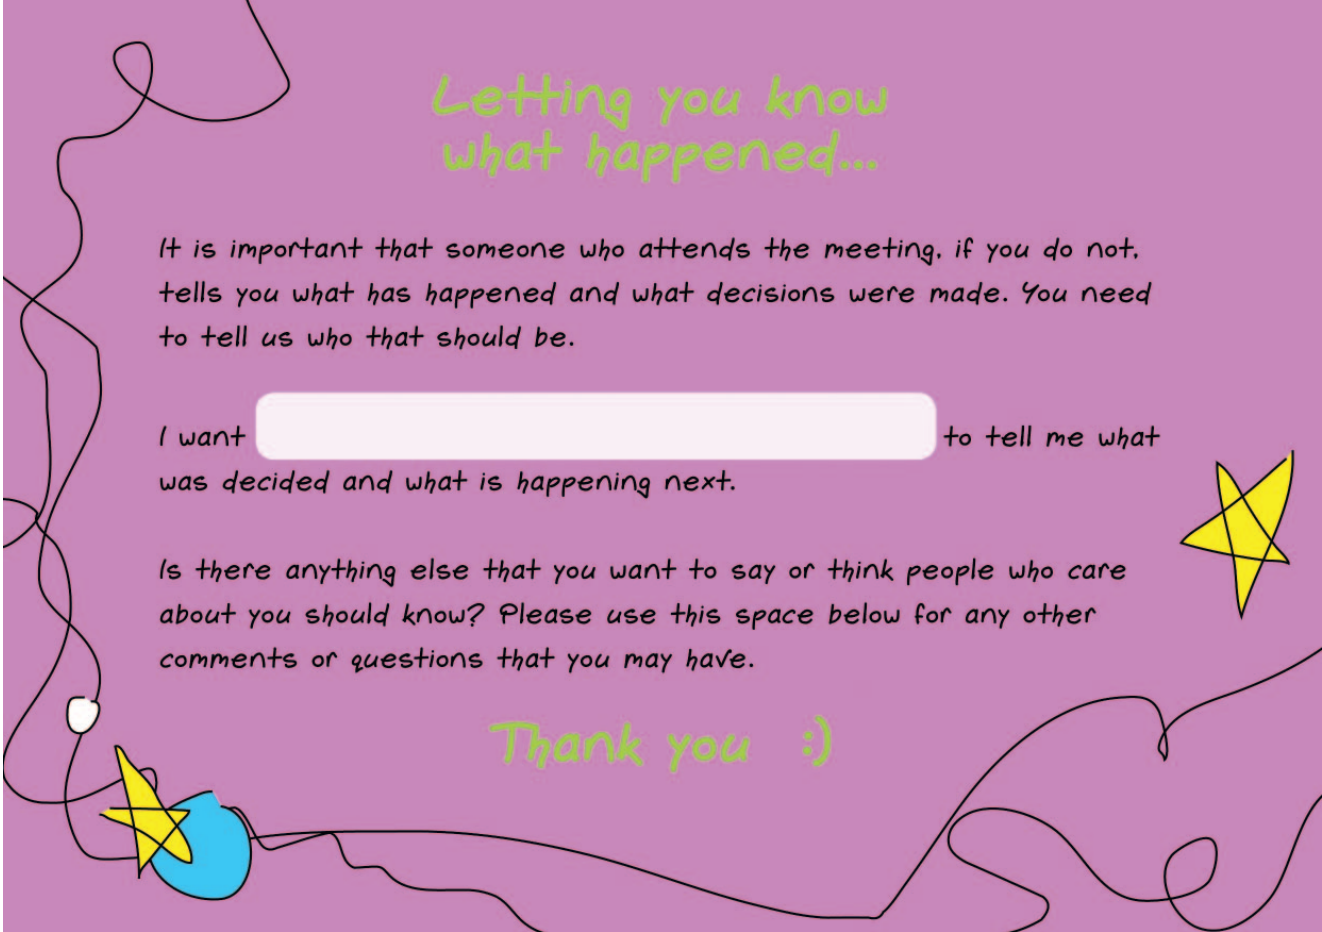 Letting you know
what happened...
It is important that someone who attends the meeting, if you do not,
tells you what has happened and what decisions were made. You need
to tell us who that should be.
I want to tell me what
was decided and what is happening next.
Is there anything else that you want to say or think people who care
about you should know? Please use this space below for any other
comments or questions that you may have.
Thank you :)